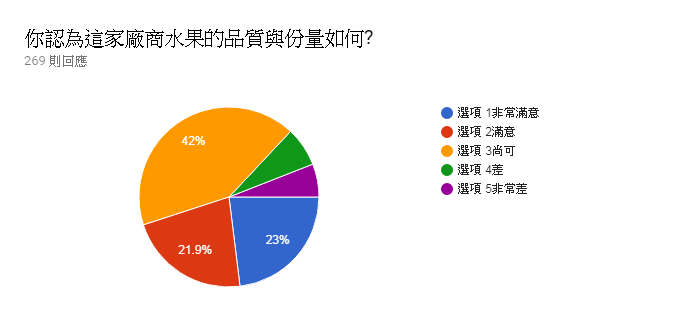 你認為這家廠商水果的品質與份量如何?
269 則回應
選項 1非常滿意
選項 2滿意
選項 3尚可
選項 4差
選項 5非常差
42%
21.9%
23%